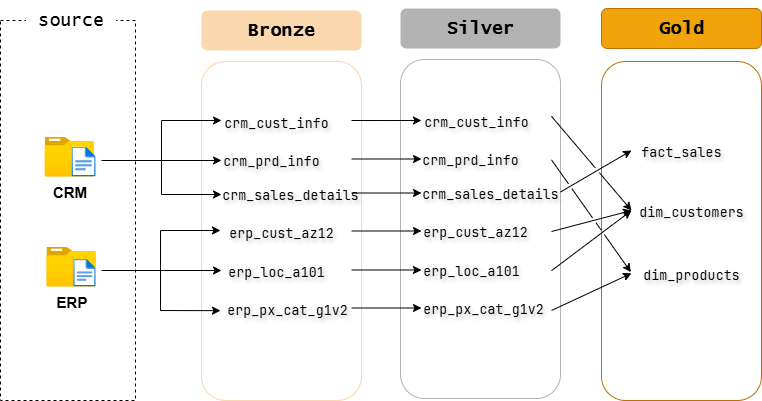 source
Bronze
Silver
Gold
CRM
ERP
crm_cust_info
crm_prd_info
crm_sales_details
erp_cust_az12
erp_loc_a101
erp_px_cat_g1v2
crm_cust_info
crm_prd_info
crm_sales_details
erp_cust_az12
erp_loc_a101
erp_px_cat_g1v2
fact_sales
dim_customers
dim_products